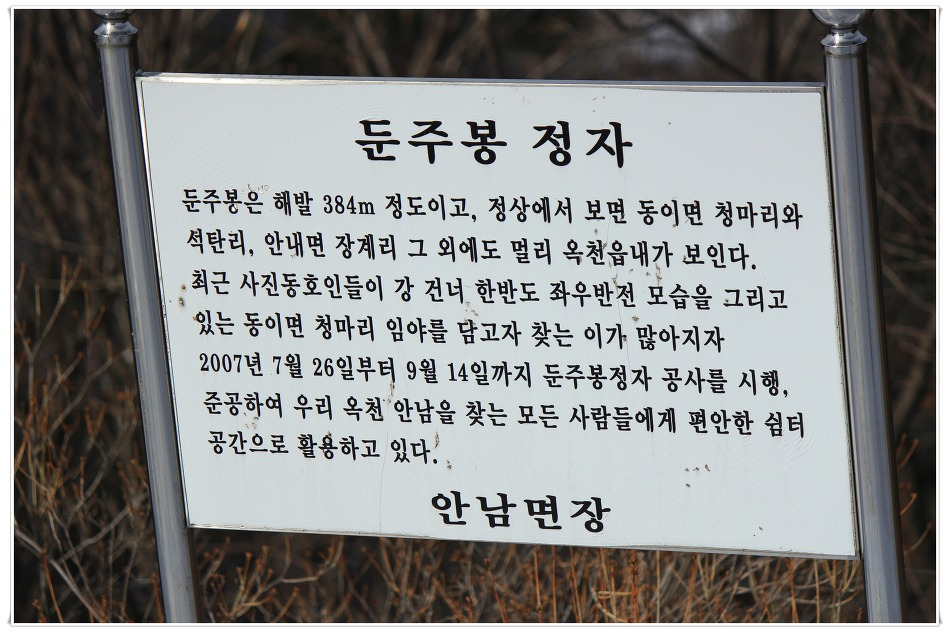 둔주봉 정자
둔주봉은 해발 384m 정도이고, 정상에서 보면 동이면 청마리와
석탄리, 안내면 장계리 그 외에도 멀리 옥천읍내가 보인다.
최근 사진동호인들이 강 건너 한반도 좌우반전 모습을 그리고
있는 동이면 청마리 임야를 담고자 찾는 이가 많아지자
2007년 7월 26일부터 9월 14일까지 둔주봉정자 공사를 시행,
준공하여 우리 옥천 안남을 찾는 모든 사람들에게 편안한 쉼터
공간으로 활용하고 있다.
안남면장